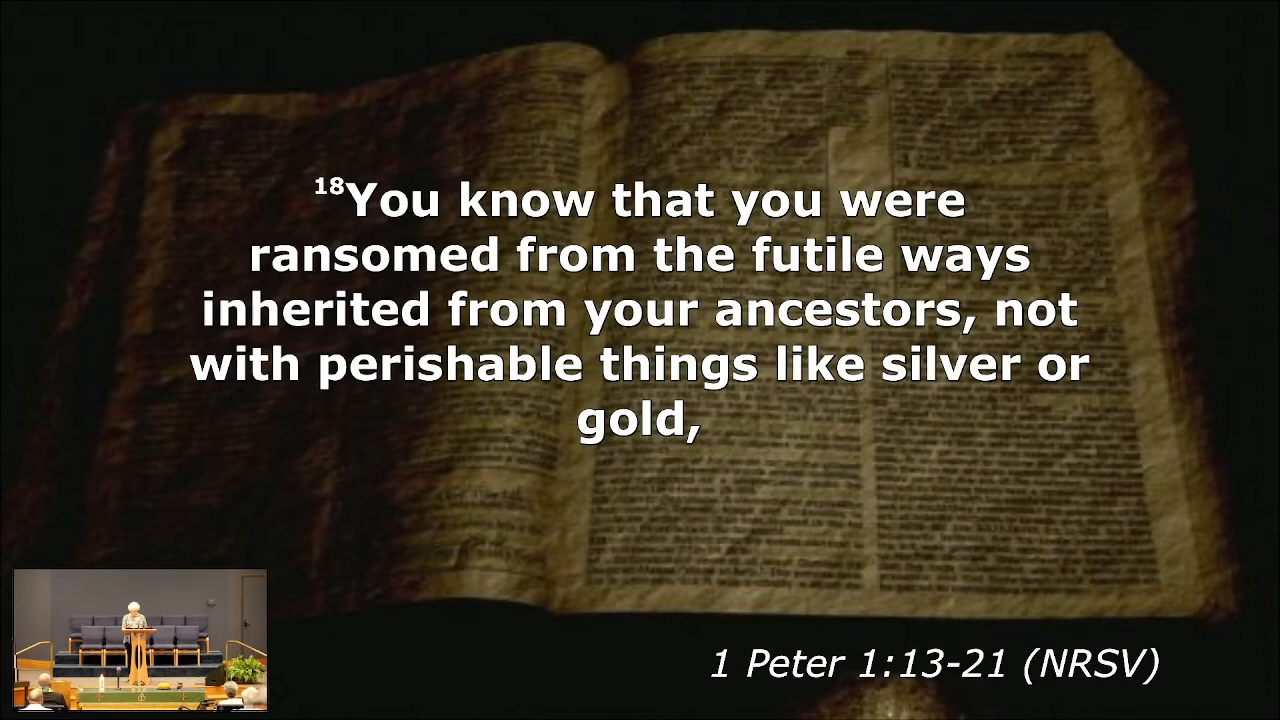 ¹⁸You know that you were
ransomed from the futile ways
inherited from your ancestors, not
with perishable things like silver or
gold,
1 Peter 1:13-21 (NRSV)